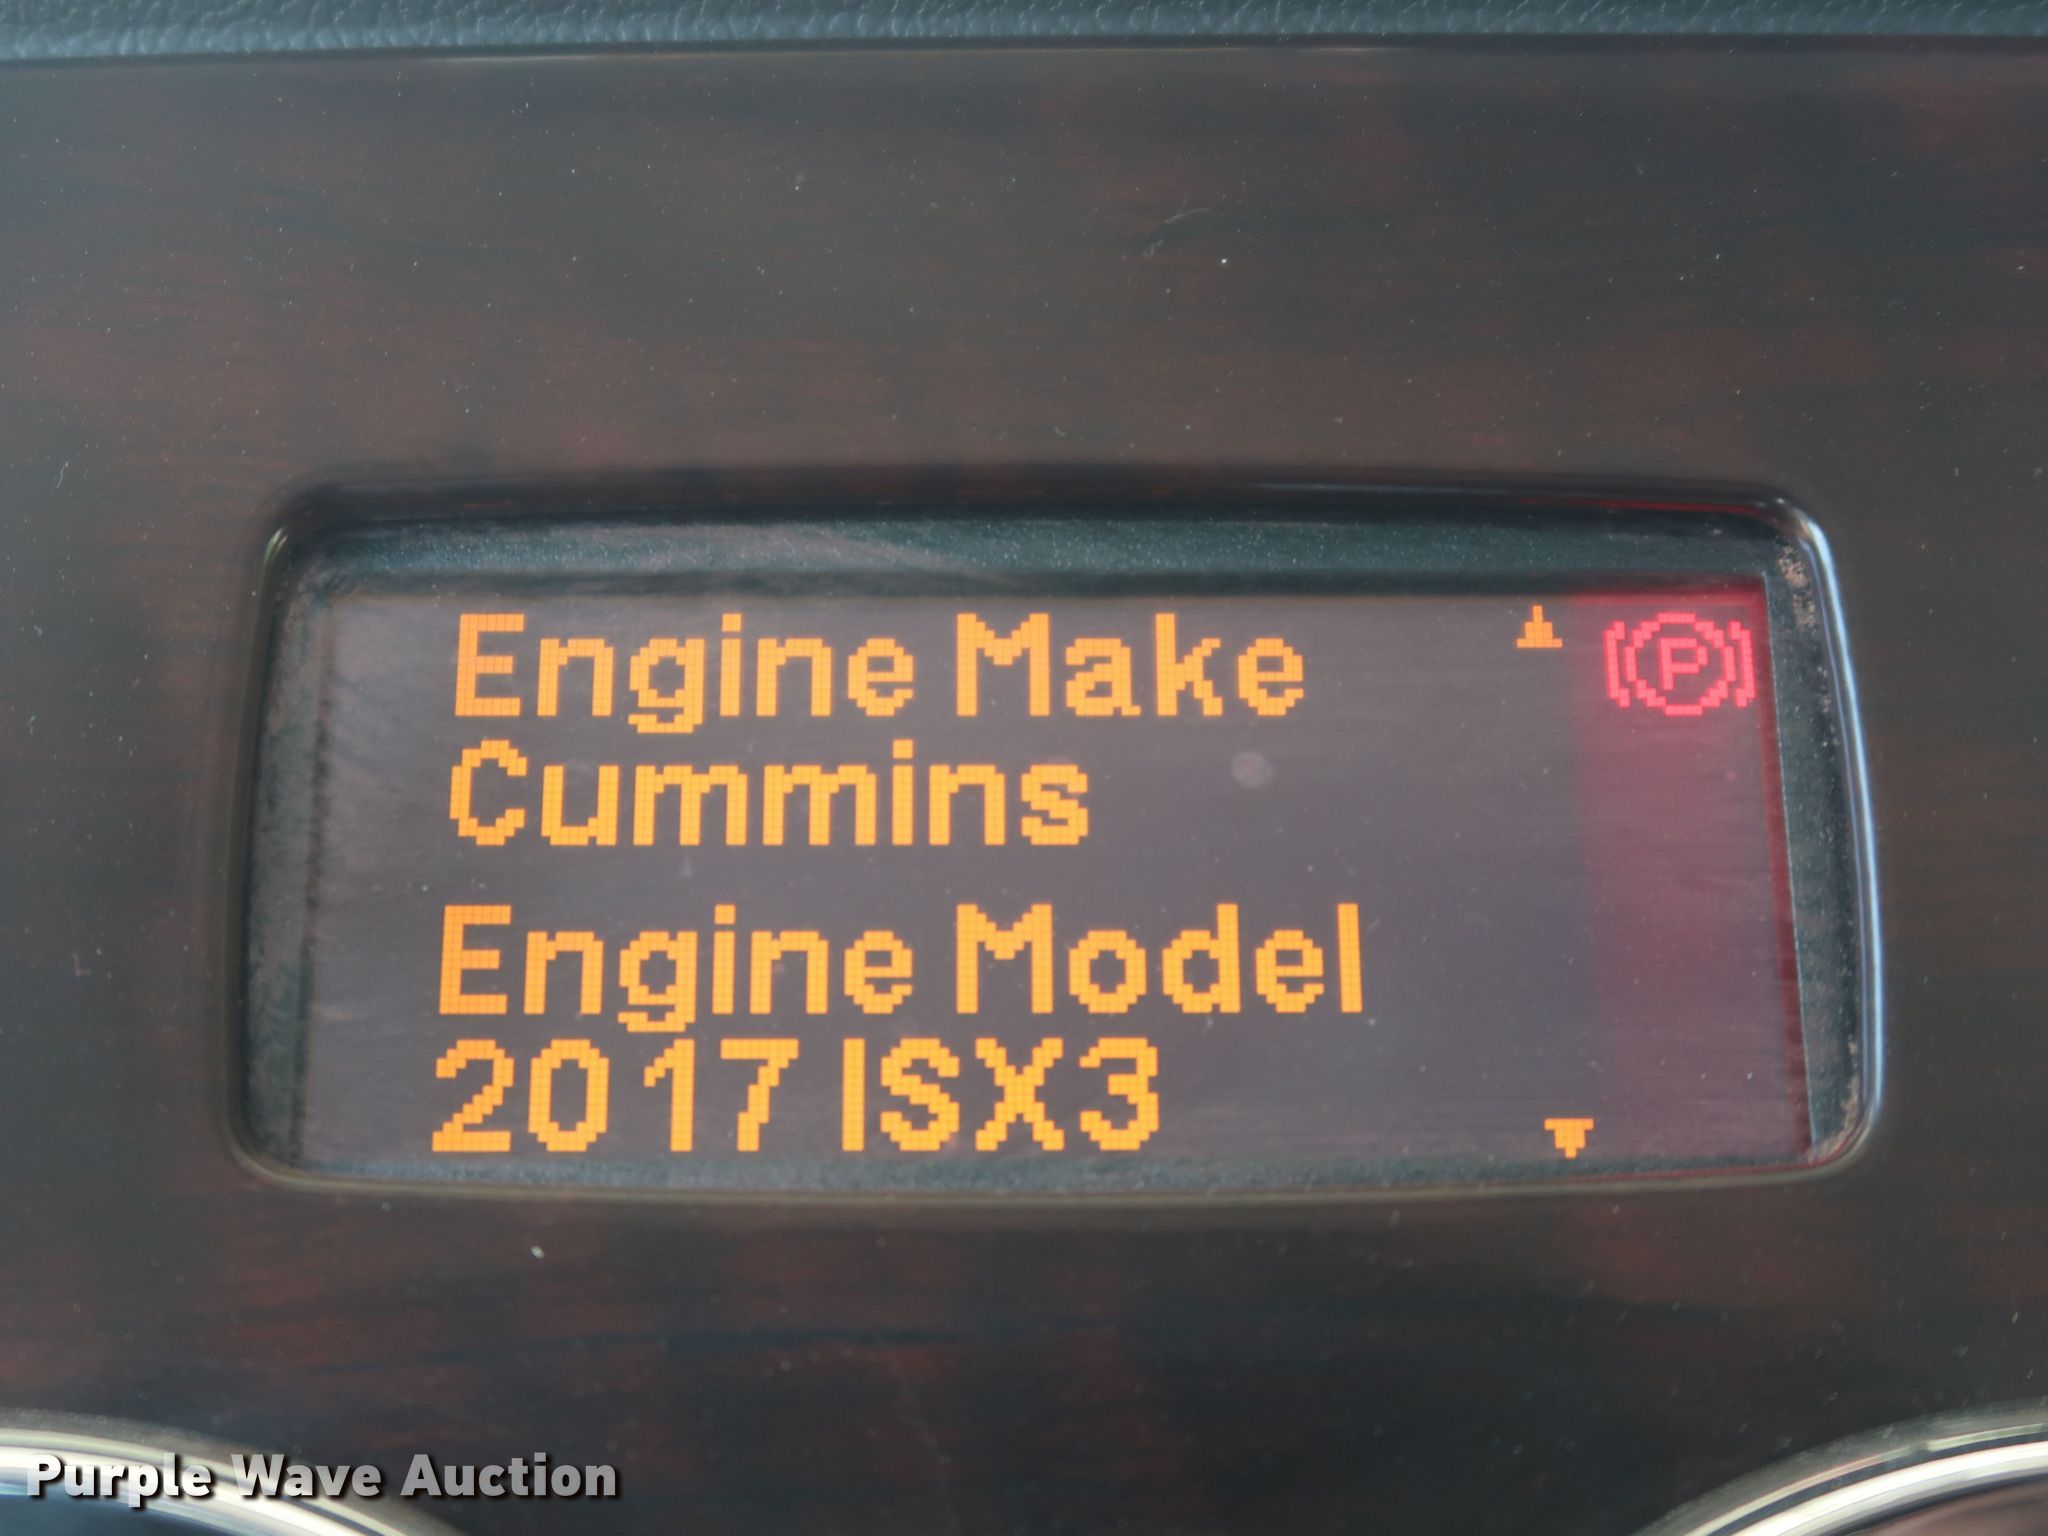 Engine Make
Cummins
Engine Model
2017 ISX3
P
Purple Wave Auction